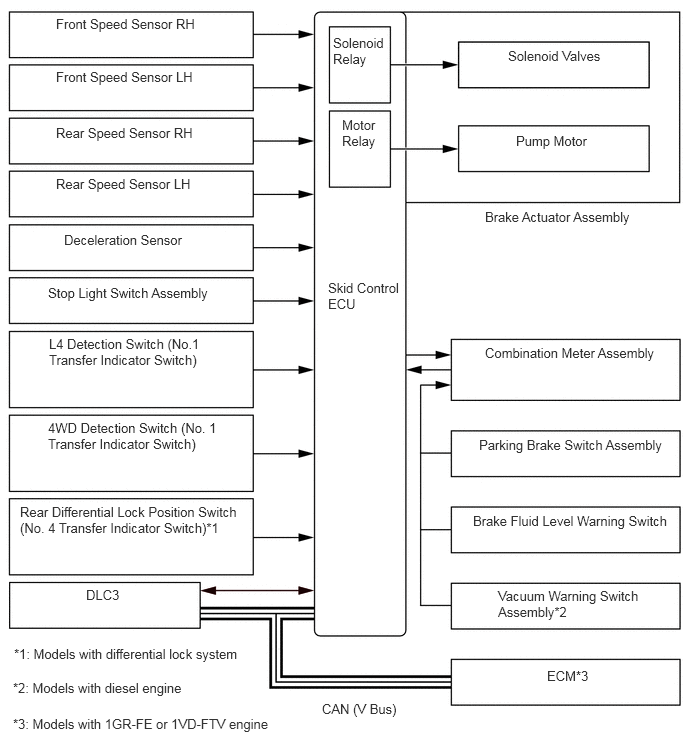 Front Speed Sensor RH
Front Speed Sensor LH
Rear Speed Sensor RH
Rear Speed Sensor LH
Deceleration Sensor
Stop Light Switch Assembly
L4 Detection Switch (No.1
Transfer Indicator Switch)
4WD Detection Switch (No. 1
Transfer Indicator Switch)
Rear Differential Lock Position Switch
(No. 4 Transfer Indicator Switch)*1
DLC3
Solenoid
Relay
Motor
Relay
Skid Control
ECU
Solenoid Valves
Pump Motor
Brake Actuator Assembly
Combination Meter Assembly
Parking Brake Switch Assembly
Brake Fluid Level Warning Switch
Vacuum Warning Switch
Assembly*2
ECM*3
CAN (V Bus)
*1: Models with differential lock system
*2: Models with diesel engine
*3: Models with 1GR-FE or 1VD-FTV engine